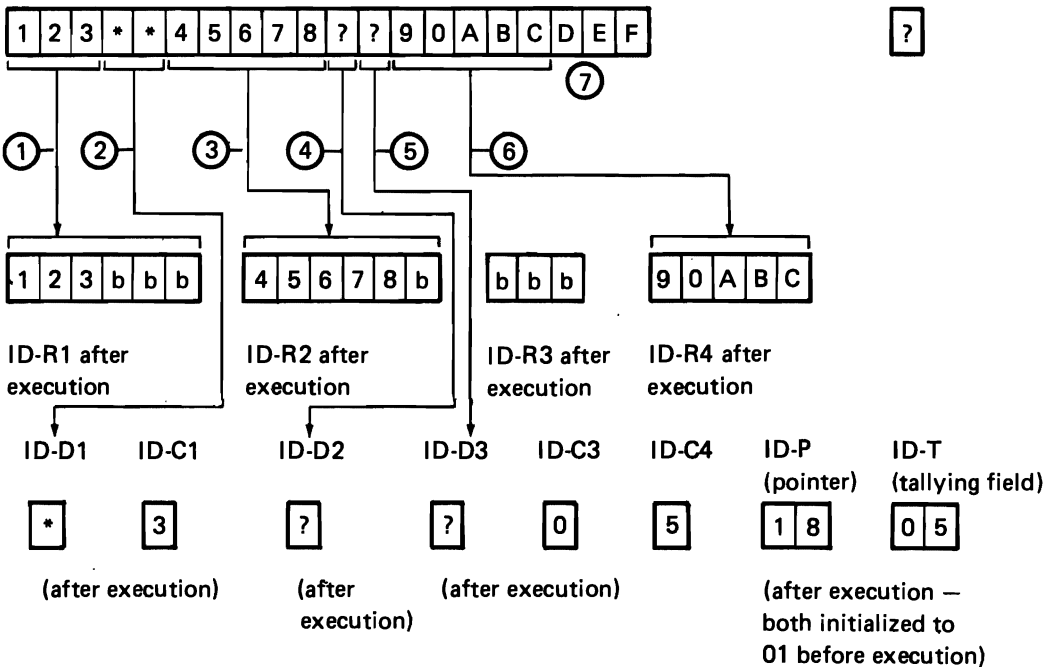 1 2 3 * * 4 5 6 7 8 ? ? 9 0 A B C D E F ?
7
1 2 3 4 5 6
1 2 3 b b b 4 5 6 7 8 b b b b 9 0 A B C
ID-R1 after execution
ID-R2 after execution
ID-R3 after execution
ID-R4 after execution
ID-D1 ID-C1 ID-D2 ID-D3 ID-C3 ID-C4 ID-P (pointer) ID-T (tallying field)
* 3 ? ? 0 5 1 8 0 5
(after execution)
(after execution)
(after execution)
(after execution —
both initialized to
01 before execution)